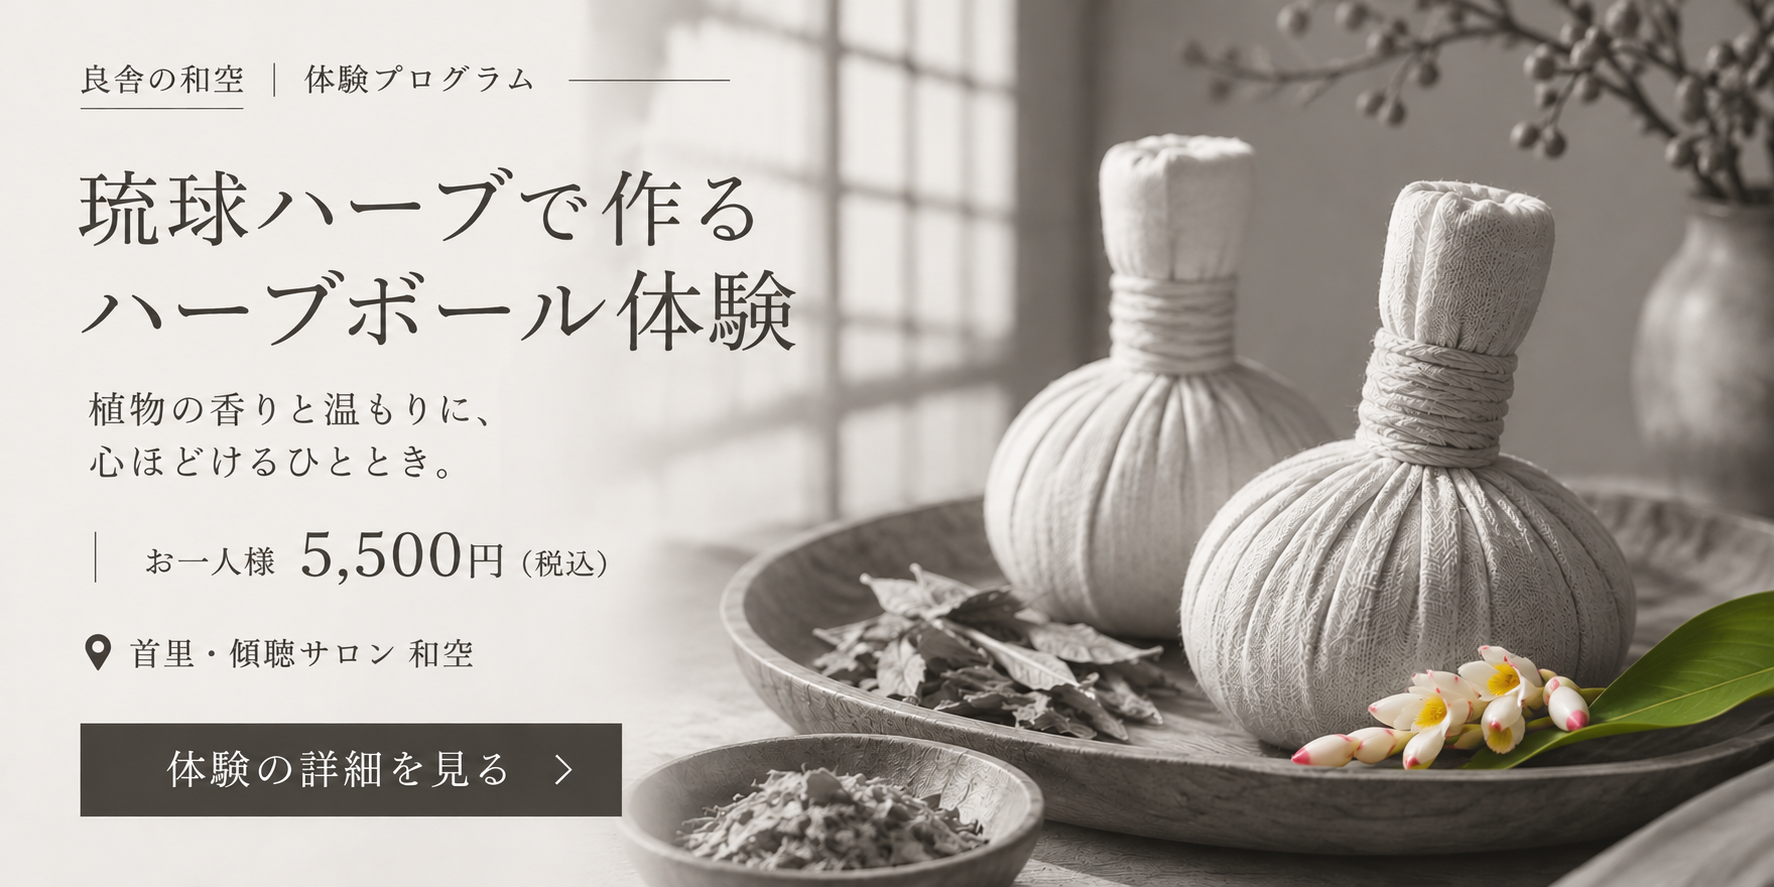 良舎の和空 | 体験プログラム
琉球ハーブで作る
ハーブボール体験
植物の香りと温もりに、
心ほどけるひととき。
お一人様 5,500円（税込）
首里・傾聴サロン 和空
体験の詳細を見る